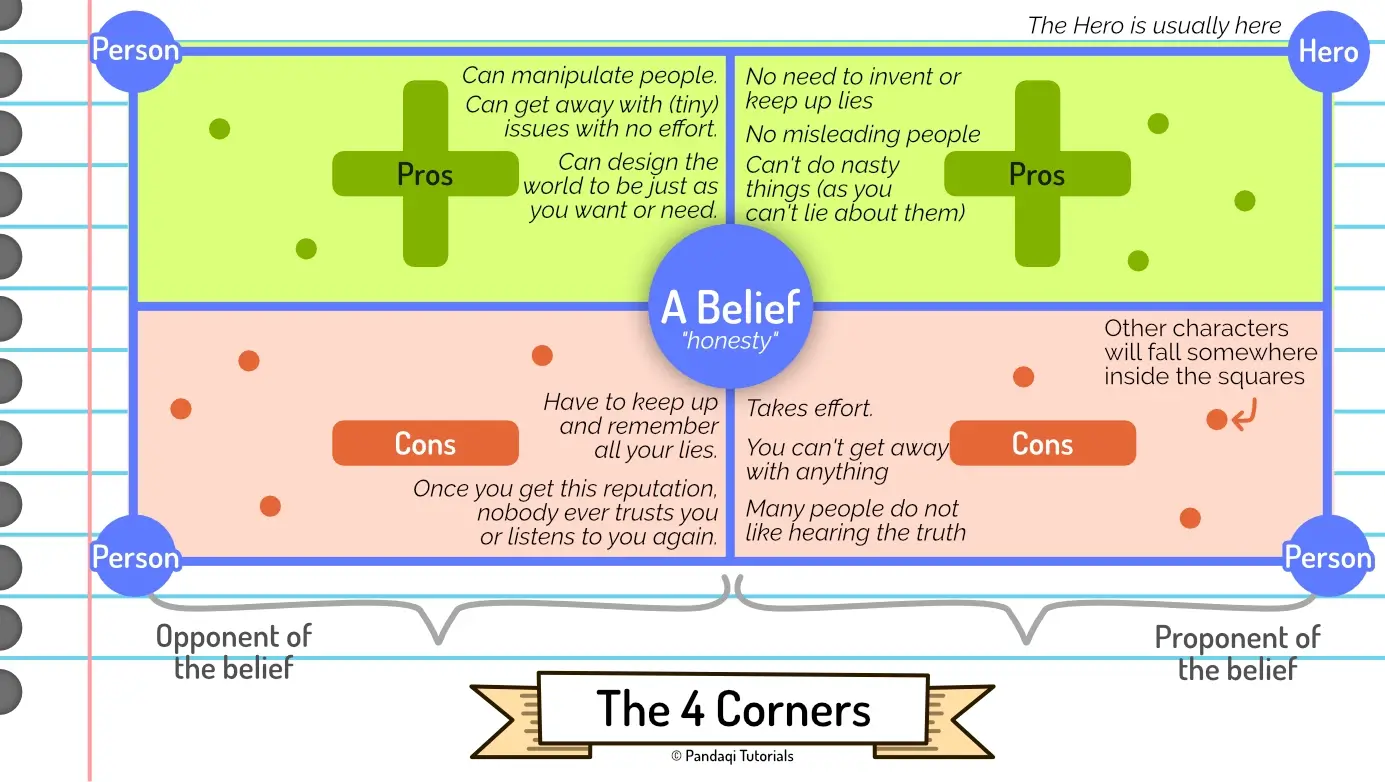 The Hero is usually here
Person
Hero
Can manipulate people.
Can get away with (tiny)
issues with no effort.
Can design the
world to be just as
you want or need.
Pros
No need to invent or
keep up lies
No misleading people
Can't do nasty
things (as you
can't lie about them)
Pros
A Belief
"honesty"
Have to keep up
and remember
all your lies.
Once you get this reputation,
nobody ever trusts you
or listens to you again.
Cons
Takes effort.
You can't get away
with anything
Many people do not
like hearing the truth
Cons
Other characters
will fall somewhere
inside the squares
Person
Person
Opponent of
the belief
Proponent of
the belief
The 4 Corners
© Pandaqi Tutorials